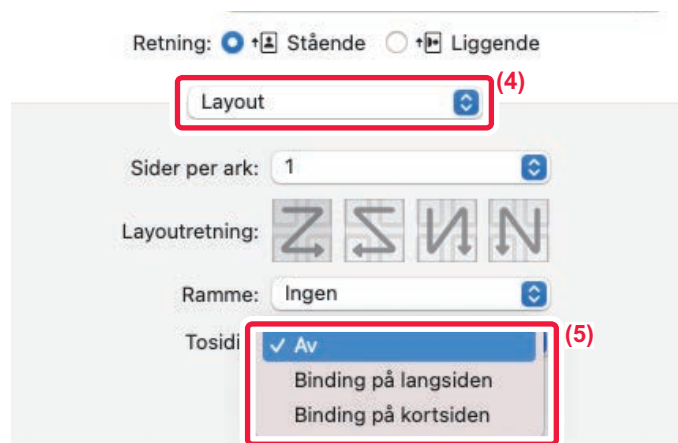 Retning: Stående Liggende
(4)
Layout
Sider per ark: 1
Layoutretning:
Ramme: Ingen
(5)
Tosidi
✓ Av
Binding på langsiden
Binding på kortsiden